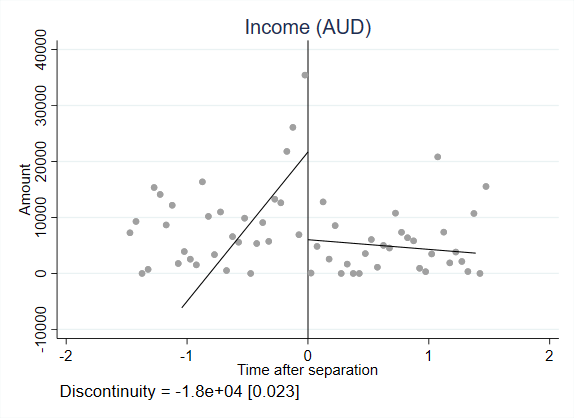 Income (AUD)
40000
30000
20000
10000
0
-10000
Amount
-2
-1
0
1
2
Time after separation
Discontinuity = -1.8e+04 [0.023]